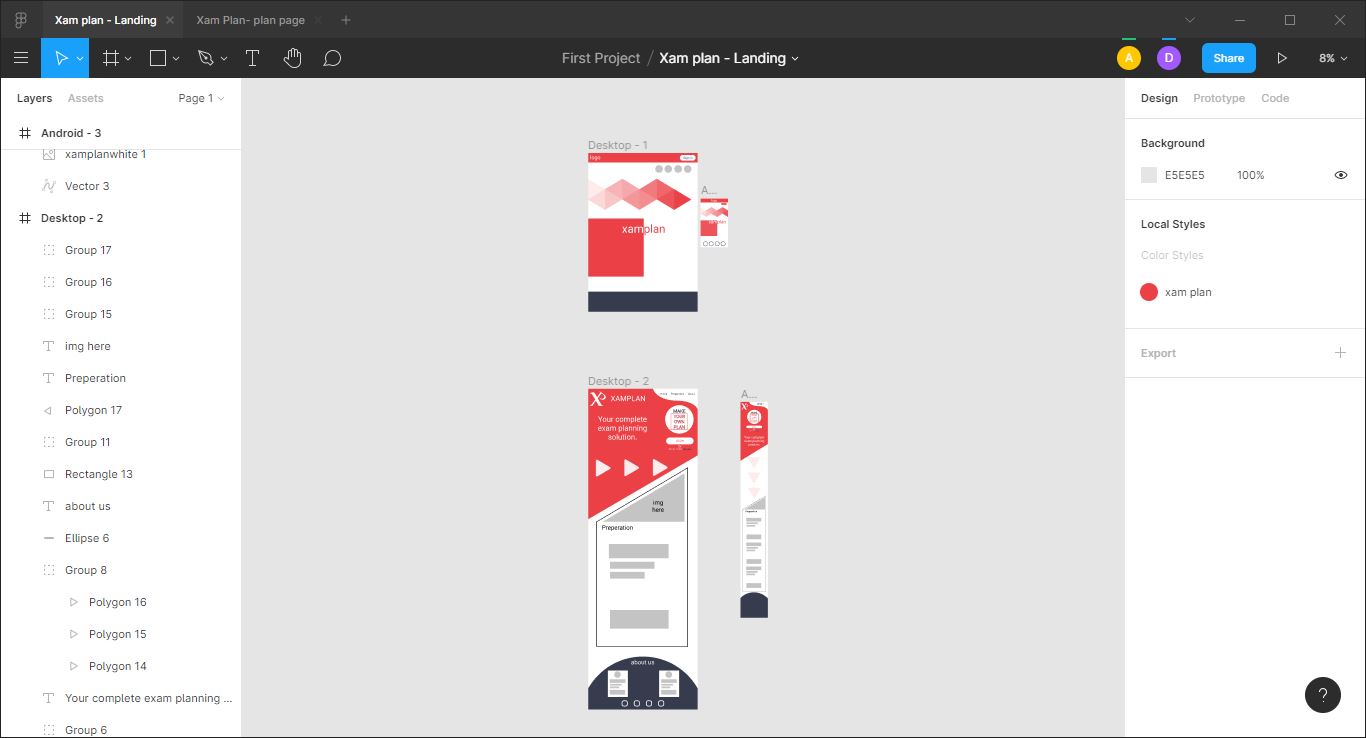 Xam plan - Landing
Xam Plan- plan page
First Project / Xam plan - Landing
A
D
Share
8%
Layers
Assets
Page 1
Android - 3
xamplanwhite 1
Vector 3
Desktop - 2
Group 17
Group 16
Group 15
img here
Preperation
Polygon 17
Group 11
Rectangle 13
about us
Ellipse 6
Group 8
Polygon 16
Polygon 15
Polygon 14
Your complete exam planning ...
Group 6
Desktop - 1
logo
xamplan
A...
Desktop - 2
XAMPLAN
Your complete
exam planning
solution.
MAKE
YOUR
OWN
PLAN
img
here
Preperation
about us
A...
Design
Prototype
Code
Background
E5E5E5
100%
Local Styles
Color Styles
xam plan
Export
?